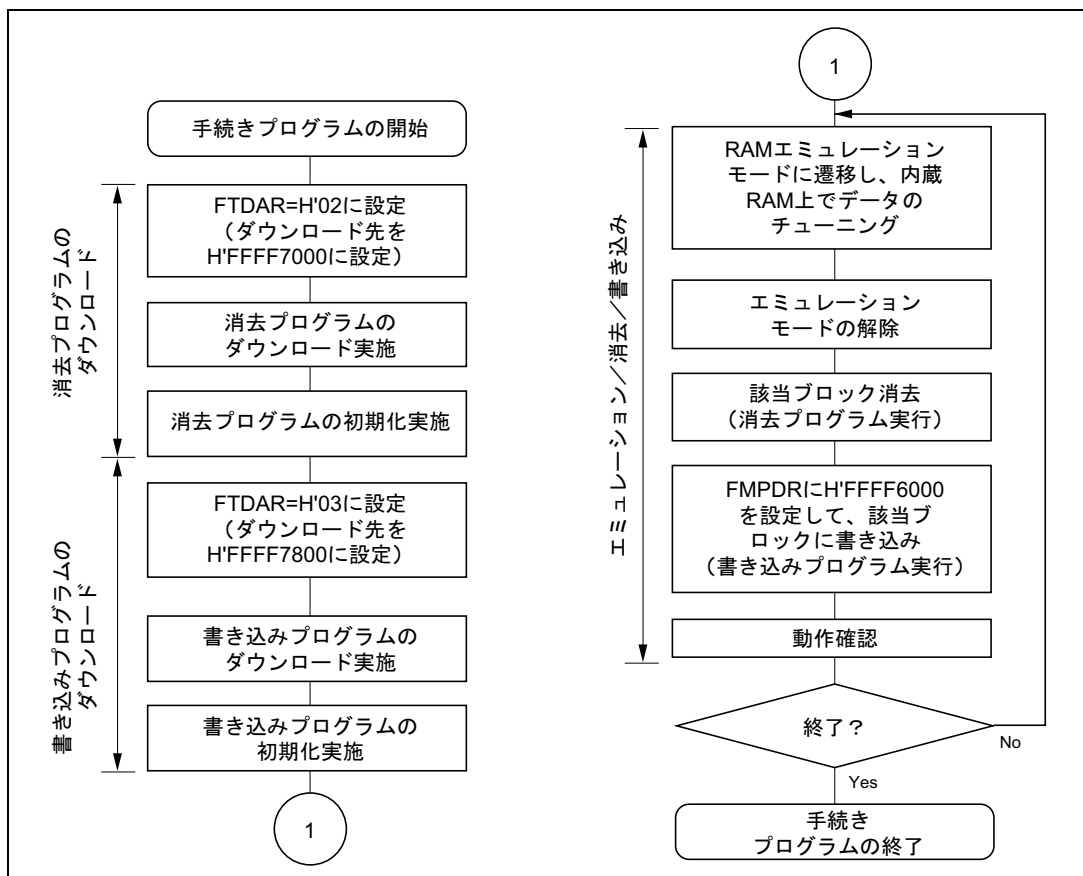 手続きプログラムの開始
消去プログラムの
ダウンロード
FTDAR=H'02に設定
（ダウンロード先を
H'FFFF7000に設定）
消去プログラムの
ダウンロード実施
消去プログラムの初期化実施
書き込みプログラムの
ダウンロード
FTDAR=H'03に設定
（ダウンロード先を
H'FFFF7800に設定）
書き込みプログラムの
ダウンロード実施
書き込みプログラムの
初期化実施
1
1
エミュレーション／消去／書き込み
RAMエミュレーション
モードに遷移し、内蔵
RAM上でデータの
チューニング
エミュレーション
モードの解除
該当ブロック消去
（消去プログラム実行）
FMPDRにH'FFFF6000
を設定して、該当ブ
ロックに書き込み
（書き込みプログラム実行）
動作確認
終了？
No
Yes
手続き
プログラムの終了